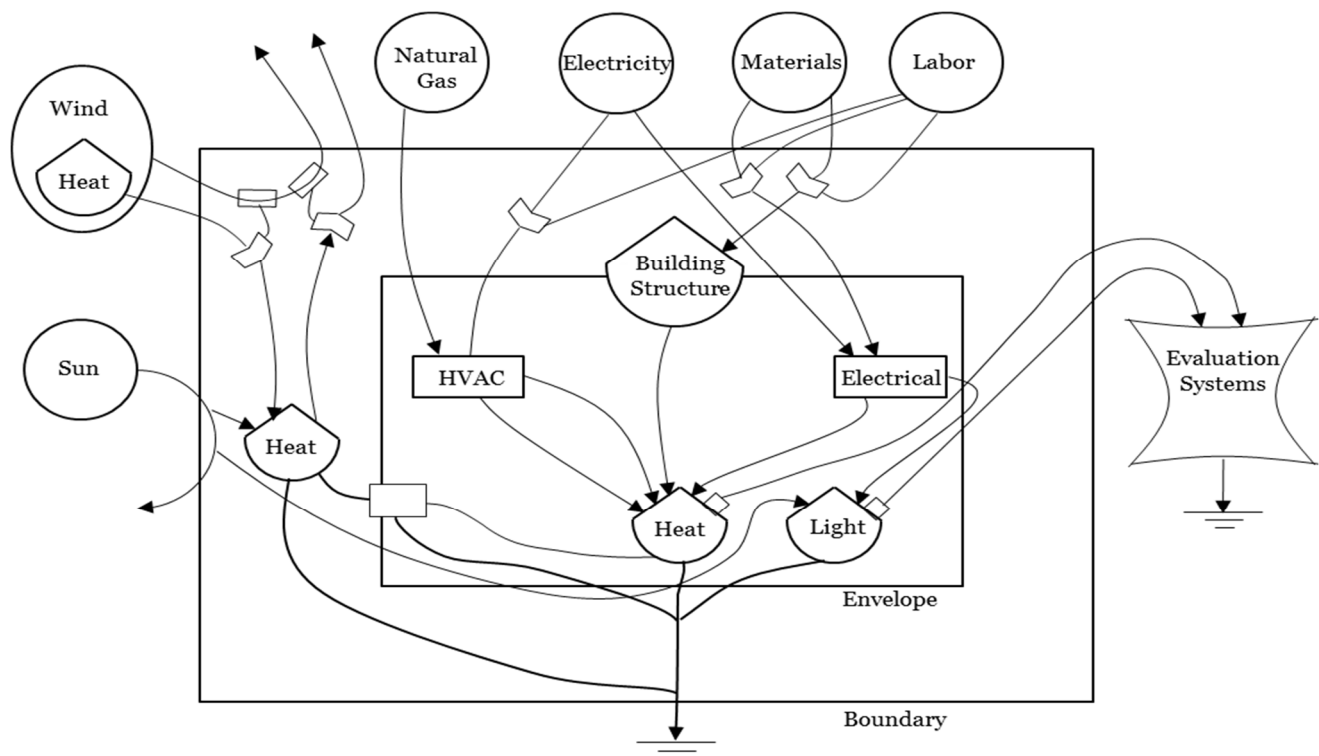 Natural
Gas
Electricity
Materials
Labor
Wind
Heat
Building
Structure
Sun
HVAC
Electrical
Evaluation
Systems
Heat
Heat
Light
Envelope
Boundary